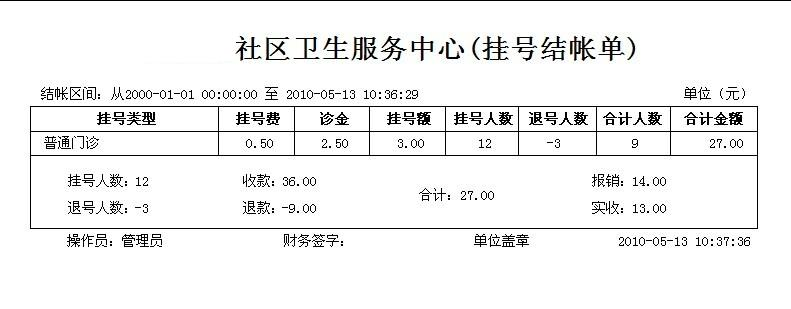 社区卫生服务中心(挂号结帐单)
结帐区间：从2000-01-01 00:00:00 至 2010-05-13 10:36:29 单位（元）
挂号类型 挂号费 诊金 挂号额 挂号人数 退号人数 合计人数 合计金额
普通门诊 0.50 2.50 3.00 12 -3 9 27.00
挂号人数：12 收款：36.00 合计：27.00 报销：14.00
退号人数：-3 退款：-9.00 实收：13.00
操作员：管理员 财务签字： 单位盖章 2010-05-13 10:37:36